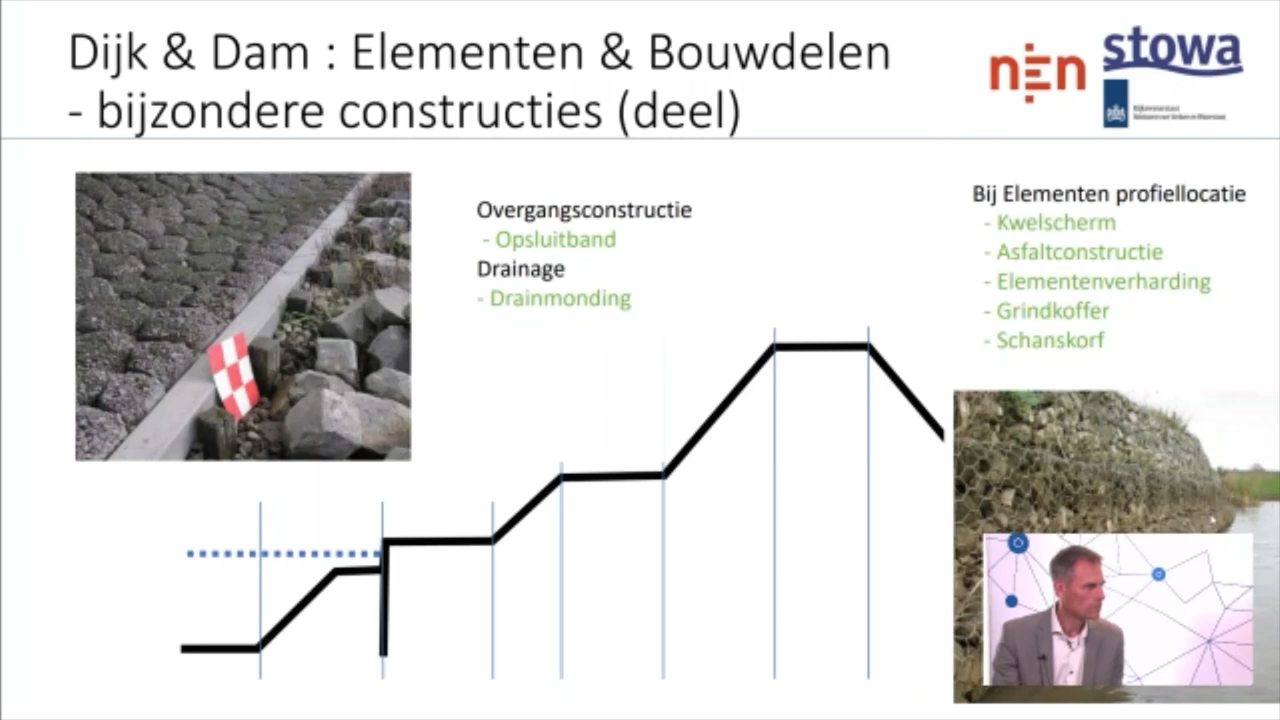 Dijk & Dam : Elementen & Bouwdelen
- bijzondere constructies (deel)
nen
stowa
Overgangsconstructie
- Opsluitband
Drainage
- Drainmonding
Bij Elementen profiellocatie
- Kwelscherm
- Asfaltconstructie
- Elementenverharding
- Grindkoffer
- Schanskorf